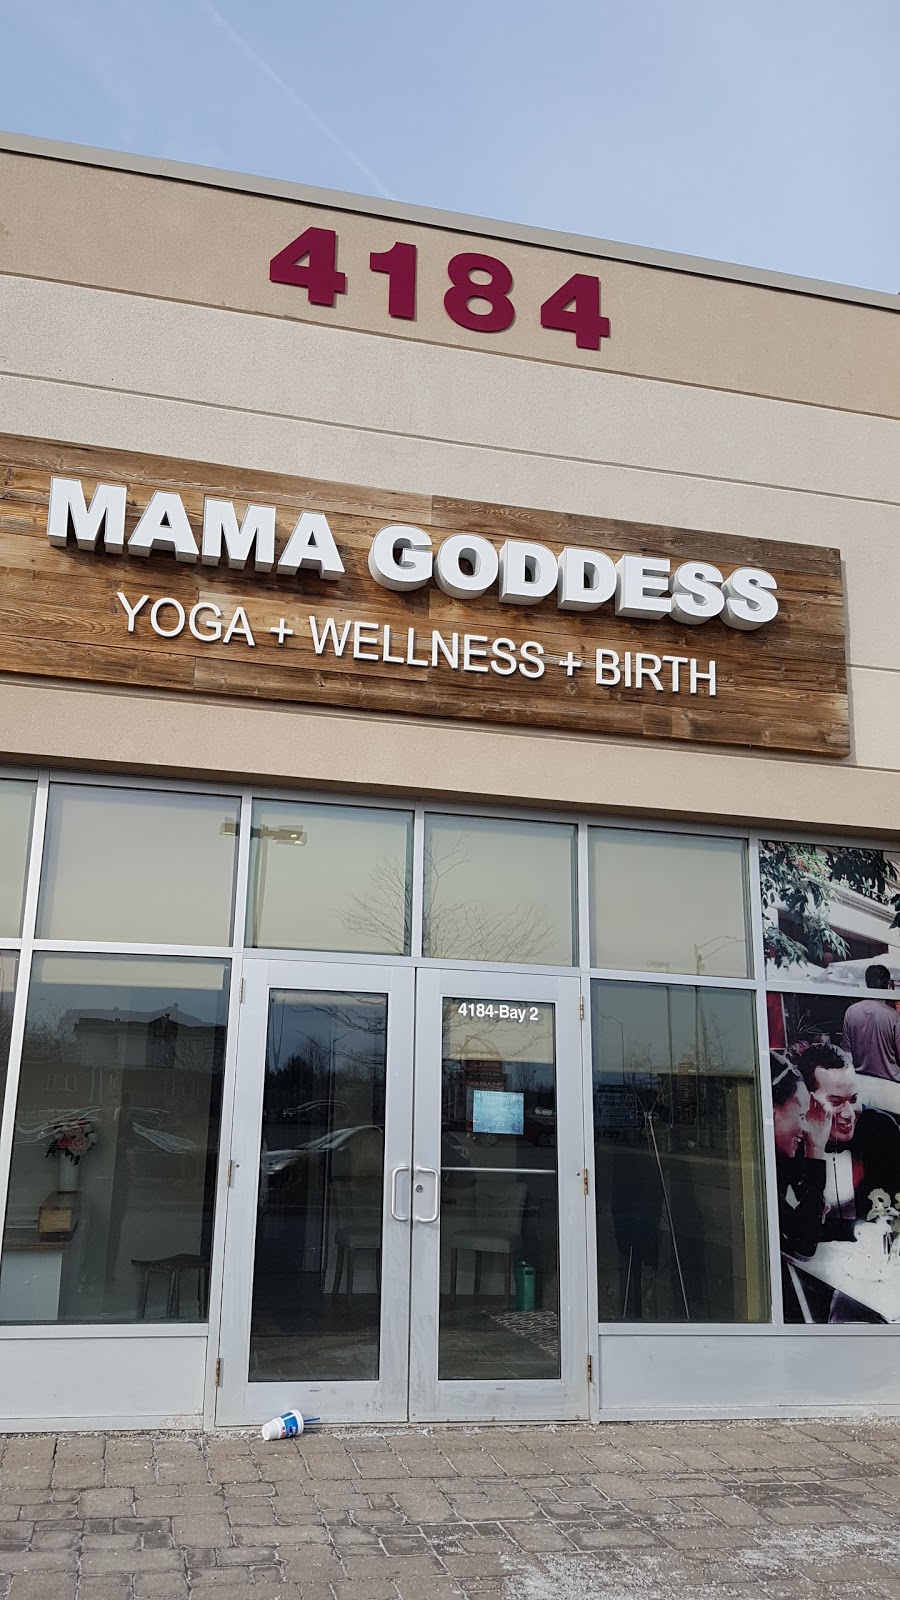 4184
MAMA GODDESS
YOGA + WELLNESS + BIRTH
4184-Bay 2